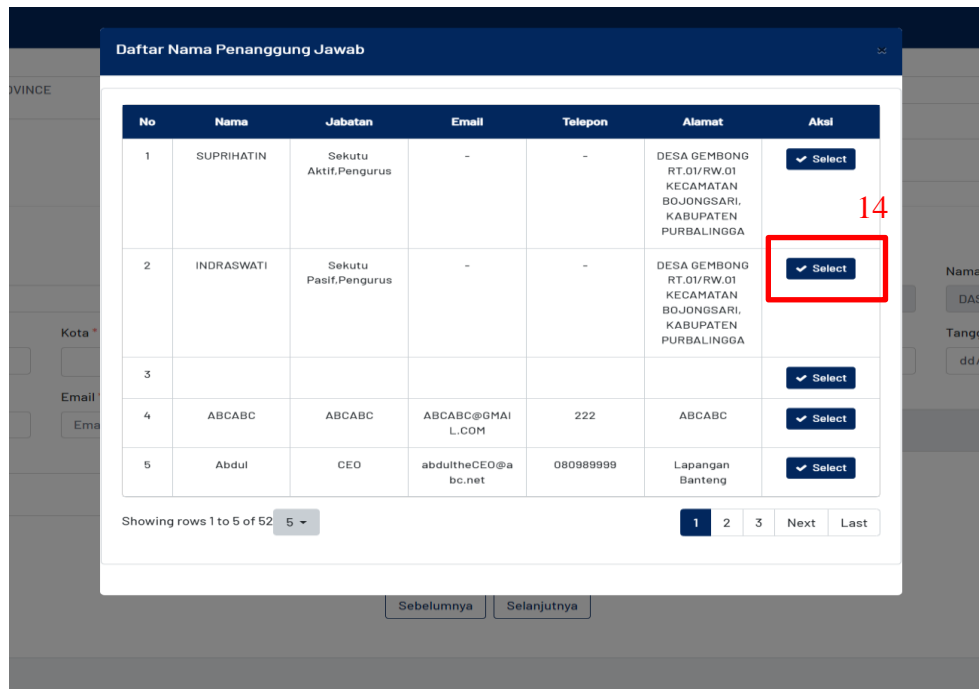 Daftar Nama Penanggung Jawab
×
OVINCE
No Nama Jabatan Email Telepon Alamat Aksi
1 SUPRIHATIN Sekutu - - DESA GEMBONG Select
Aktif,Pengurus RT.01/RW.01
KECAMATAN
BOJONGSARI,
KABUPATEN
PURBALINGGA
14
2 INDRASWATI Sekutu - - DESA GEMBONG Select
Pasif,Pengurus RT.01/RW.01
KECAMATAN
BOJONGSARI,
KABUPATEN
PURBALINGGA
Nama
DAS
Kota *
Tangg
dd/
3 Select
Email *
Ema
4 ABCABC ABCABC ABCABC@GMAI 222 ABCABC Select
L.COM
5 Abdul CEO abdultheCEO@a 080989999 Lapangan Select
bc.net Banteng
Showing rows 1 to 5 of 52 5 1 2 3 Next Last
Sebelumnya Selanjutnya